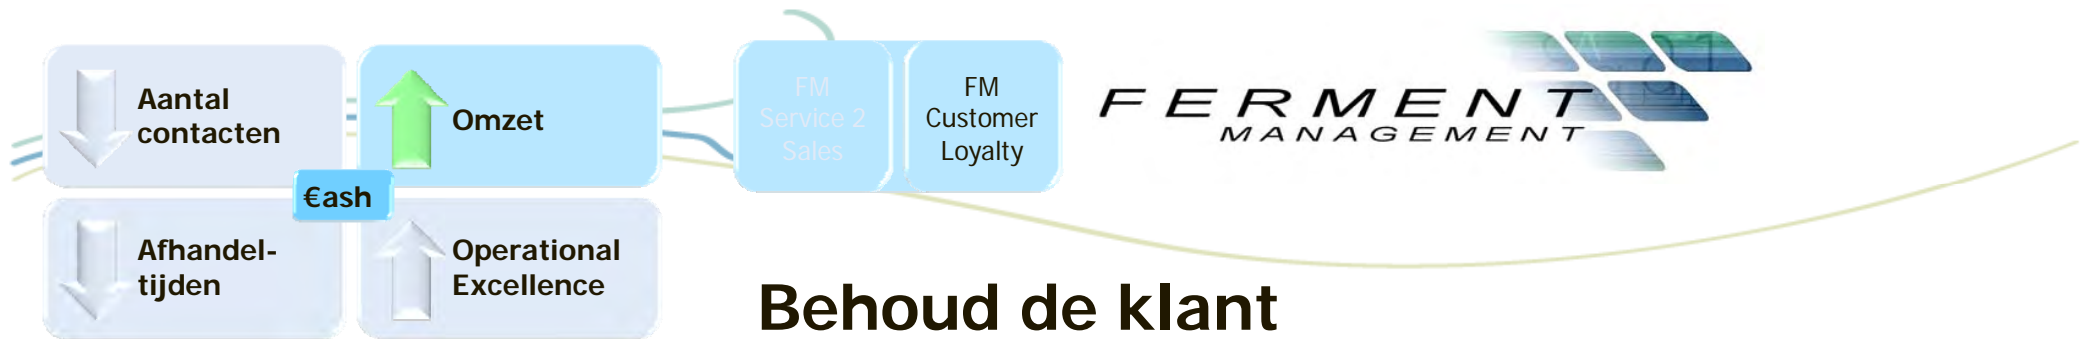 Aantal
contacten
Omzet
€ash
Afhandel-
tijden
Operational
Excellence
FM
Service 2
Sales
FM
Customer
Loyalty
FERMENT
MANAGEMENT
Behoud de klant